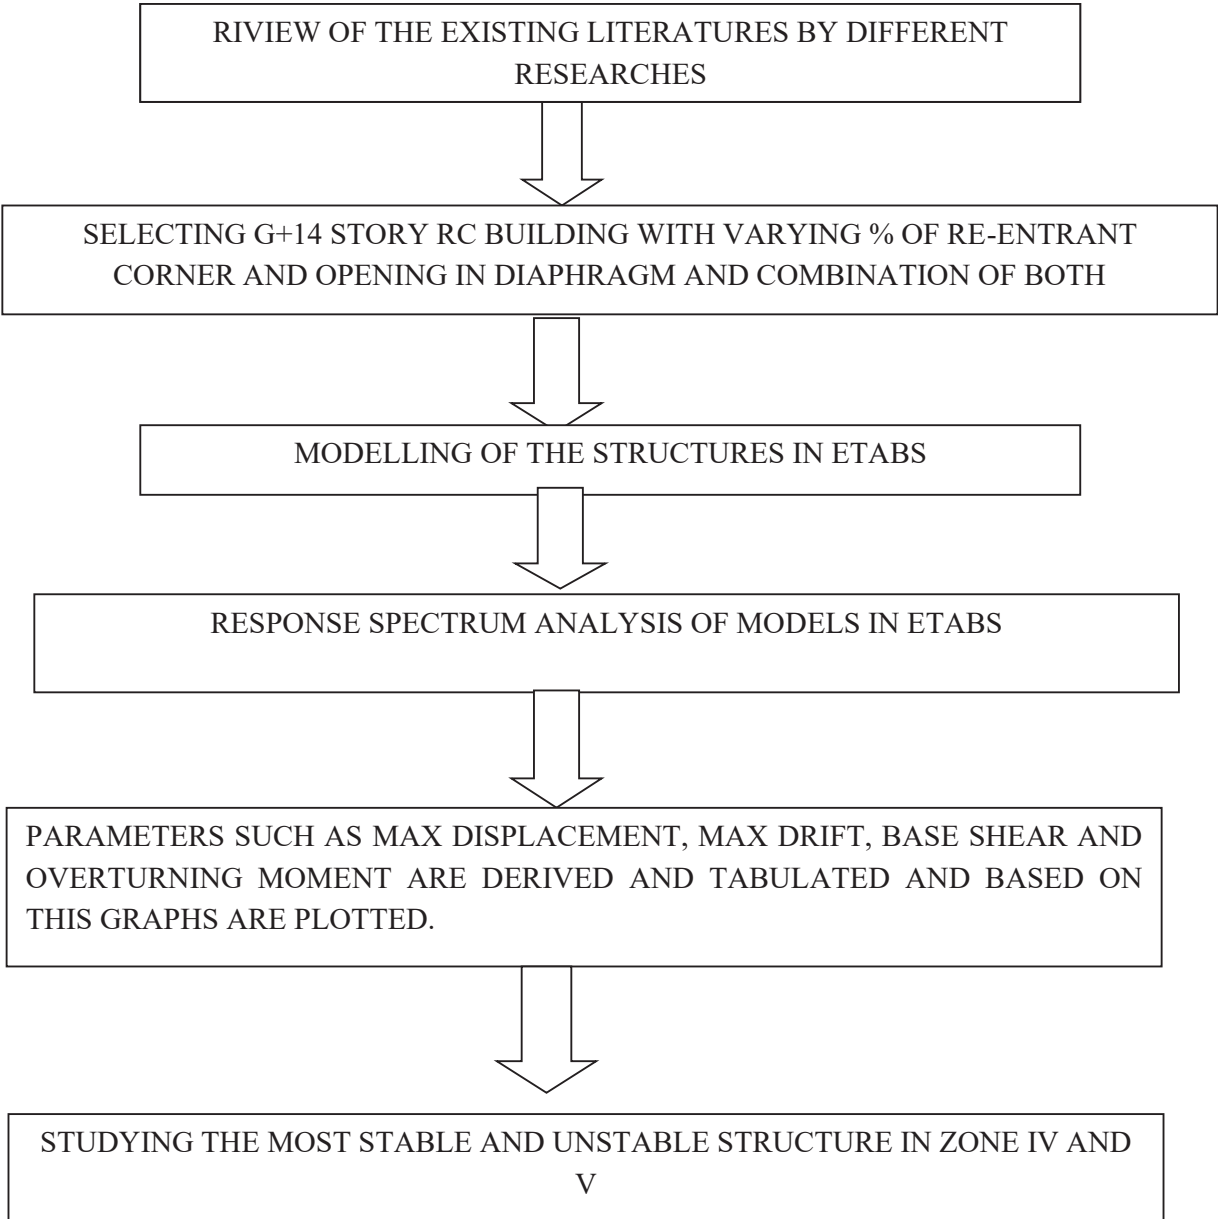 RIVIEW OF THE EXISTING LITERATURES BY DIFFERENT
RESEARCHES
SELECTING G+14 STORY RC BUILDING WITH VARYING % OF RE-ENTRANT
CORNER AND OPENING IN DIAPHRAGM AND COMBINATION OF BOTH
MODELLING OF THE STRUCTURES IN ETABS
RESPONSE SPECTRUM ANALYSIS OF MODELS IN ETABS
PARAMETERS SUCH AS MAX DISPLACEMENT, MAX DRIFT, BASE SHEAR AND
OVERTURNING MOMENT ARE DERIVED AND TABULATED AND BASED ON
THIS GRAPHS ARE PLOTTED.
STUDYING THE MOST STABLE AND UNSTABLE STRUCTURE IN ZONE IV AND
V